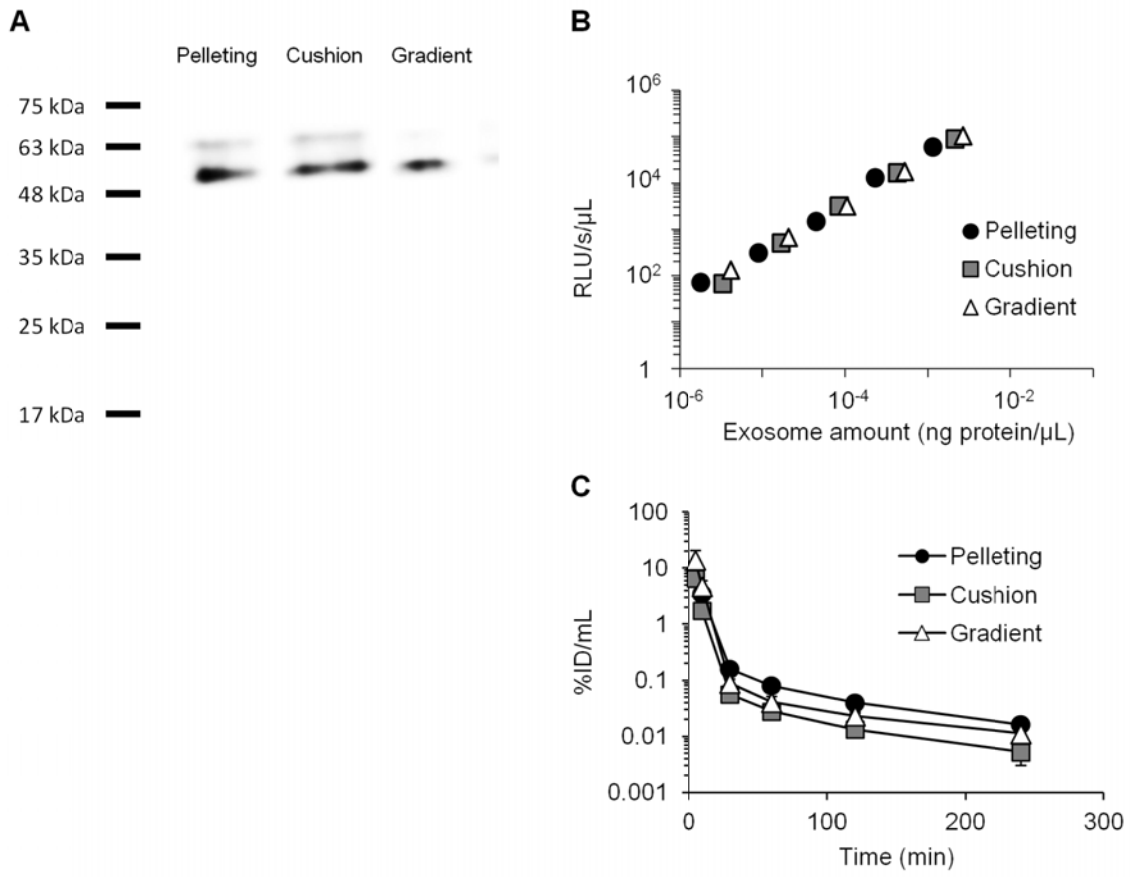 A
Pelleting Cushion Gradient
75 kDa
63 kDa
48 kDa
35 kDa
25 kDa
17 kDa
B
10^6
10^4
10^2
1
RLU/s/µL
Pelleting
Cushion
Gradient
10^-6 10^-4 10^-2
Exosome amount (ng protein/µL)
C
100
10
1
0.1
0.01
0.001
%ID/mL
Pelleting
Cushion
Gradient
0 100 200 300
Time (min)